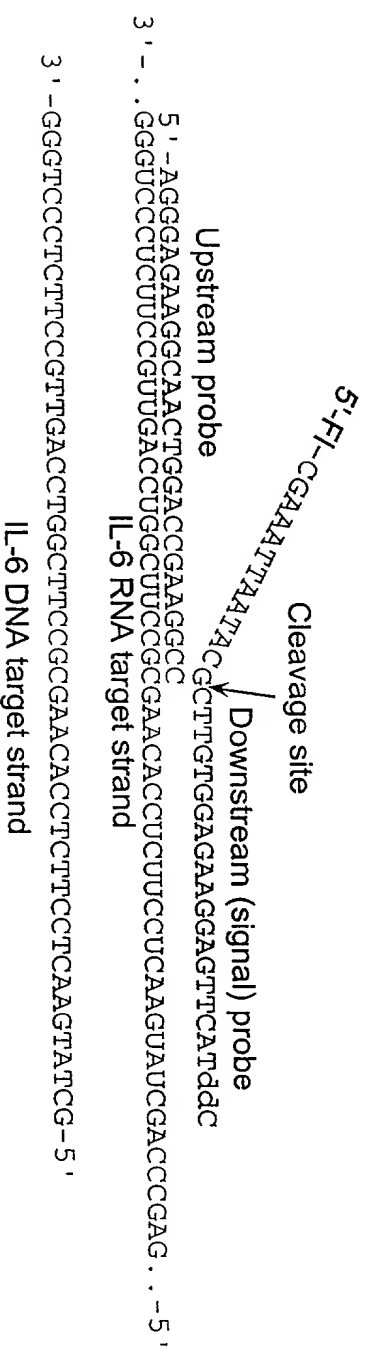 5'-Fl-CGAAATTAATAC
Cleavage site
Upstream probe
Downstream (signal) probe
GCTTGTGGAGAAGGAGTTCATddC
5'-AGGGAGAAGGCAACTGGACCGAAGGCC
3'-..GGGUCCCUCUUCCGUUGACCUGGCUUCCGCGAACACCUCUUCCUCAAGUAUCGACCCGAG..-5'
IL-6 RNA target strand
3'-GGGTCCCTCTTCCGTTGACCTGGCTTCCGCGAACACCTCTTCCTCAAGTATCG-5'
IL-6 DNA target strand